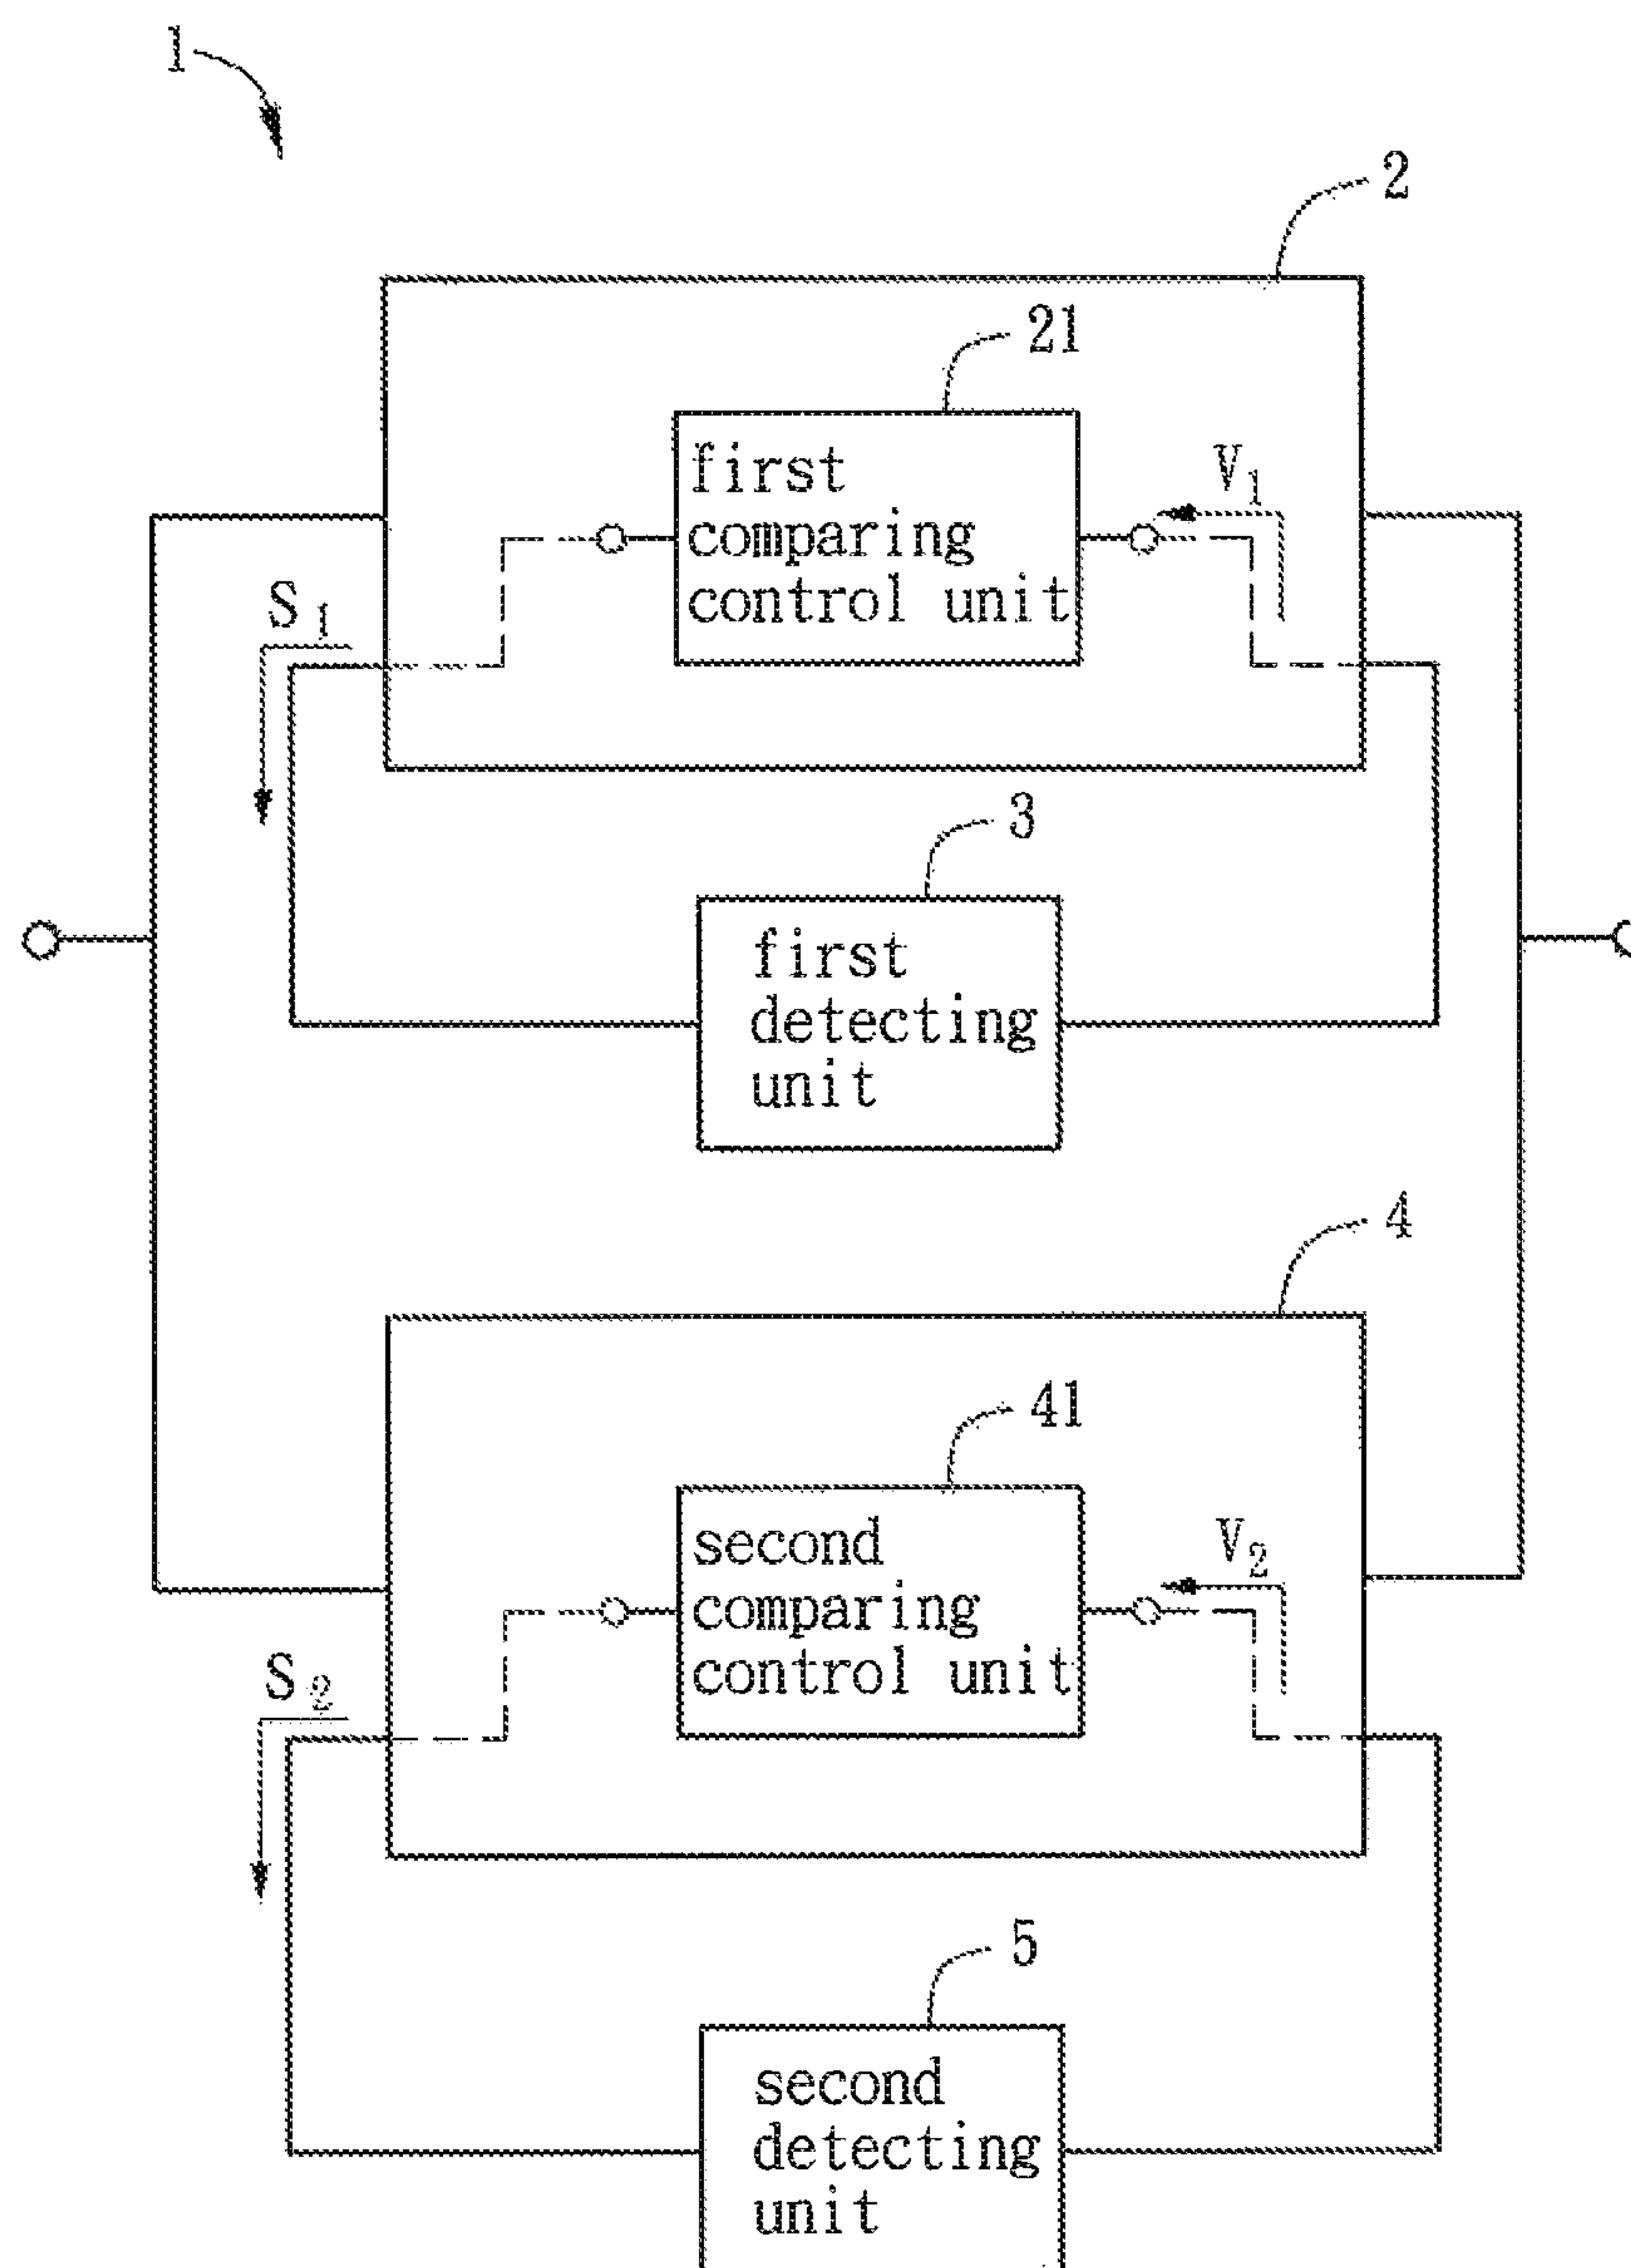 1
2
21
first
comparing
control unit
V1
S1
3
first
detecting
unit
4
41
second
comparing
control unit
V2
S2
5
second
detecting
unit